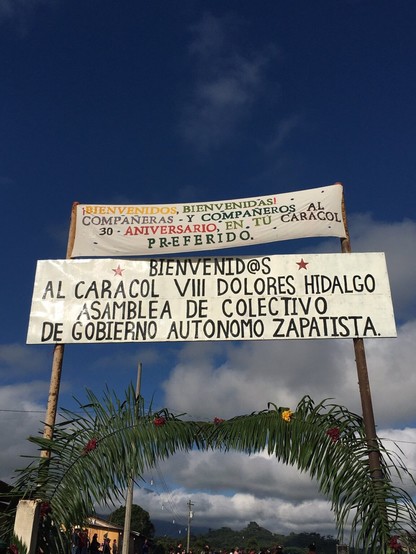 ¡BIENVENIDOS, BIENVENIDAS!
COMPAÑERAS - Y COMPAÑEROS AL
30 - ANIVERSARIO, EN TU CARACOL
PREFERIDO.
BIENVENID@S
AL CARACOL VIII DOLORES HIDALGO
ASAMBLEA DE COLECTIVO
DE GOBIERNO AUTONOMO ZAPATISTA.